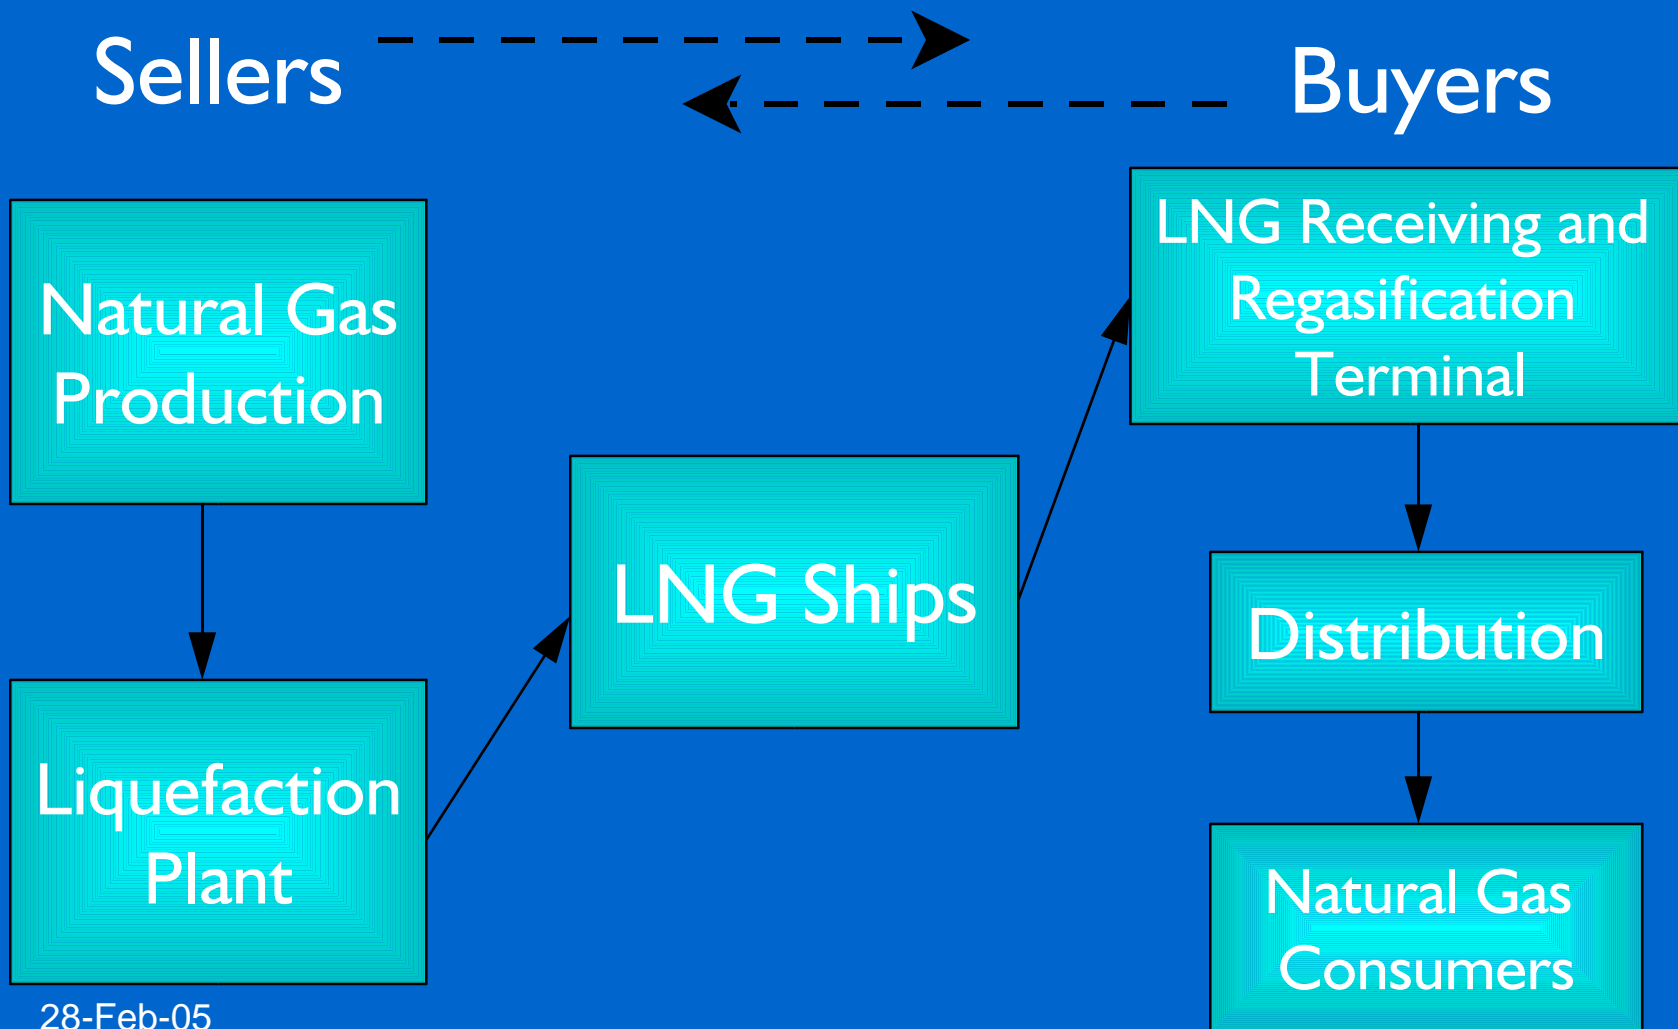 Sellers
Buyers
Natural Gas
Production
Liquefaction
Plant
LNG Ships
LNG Receiving and
Regasification
Terminal
Distribution
Natural Gas
Consumers
28-Feb-05